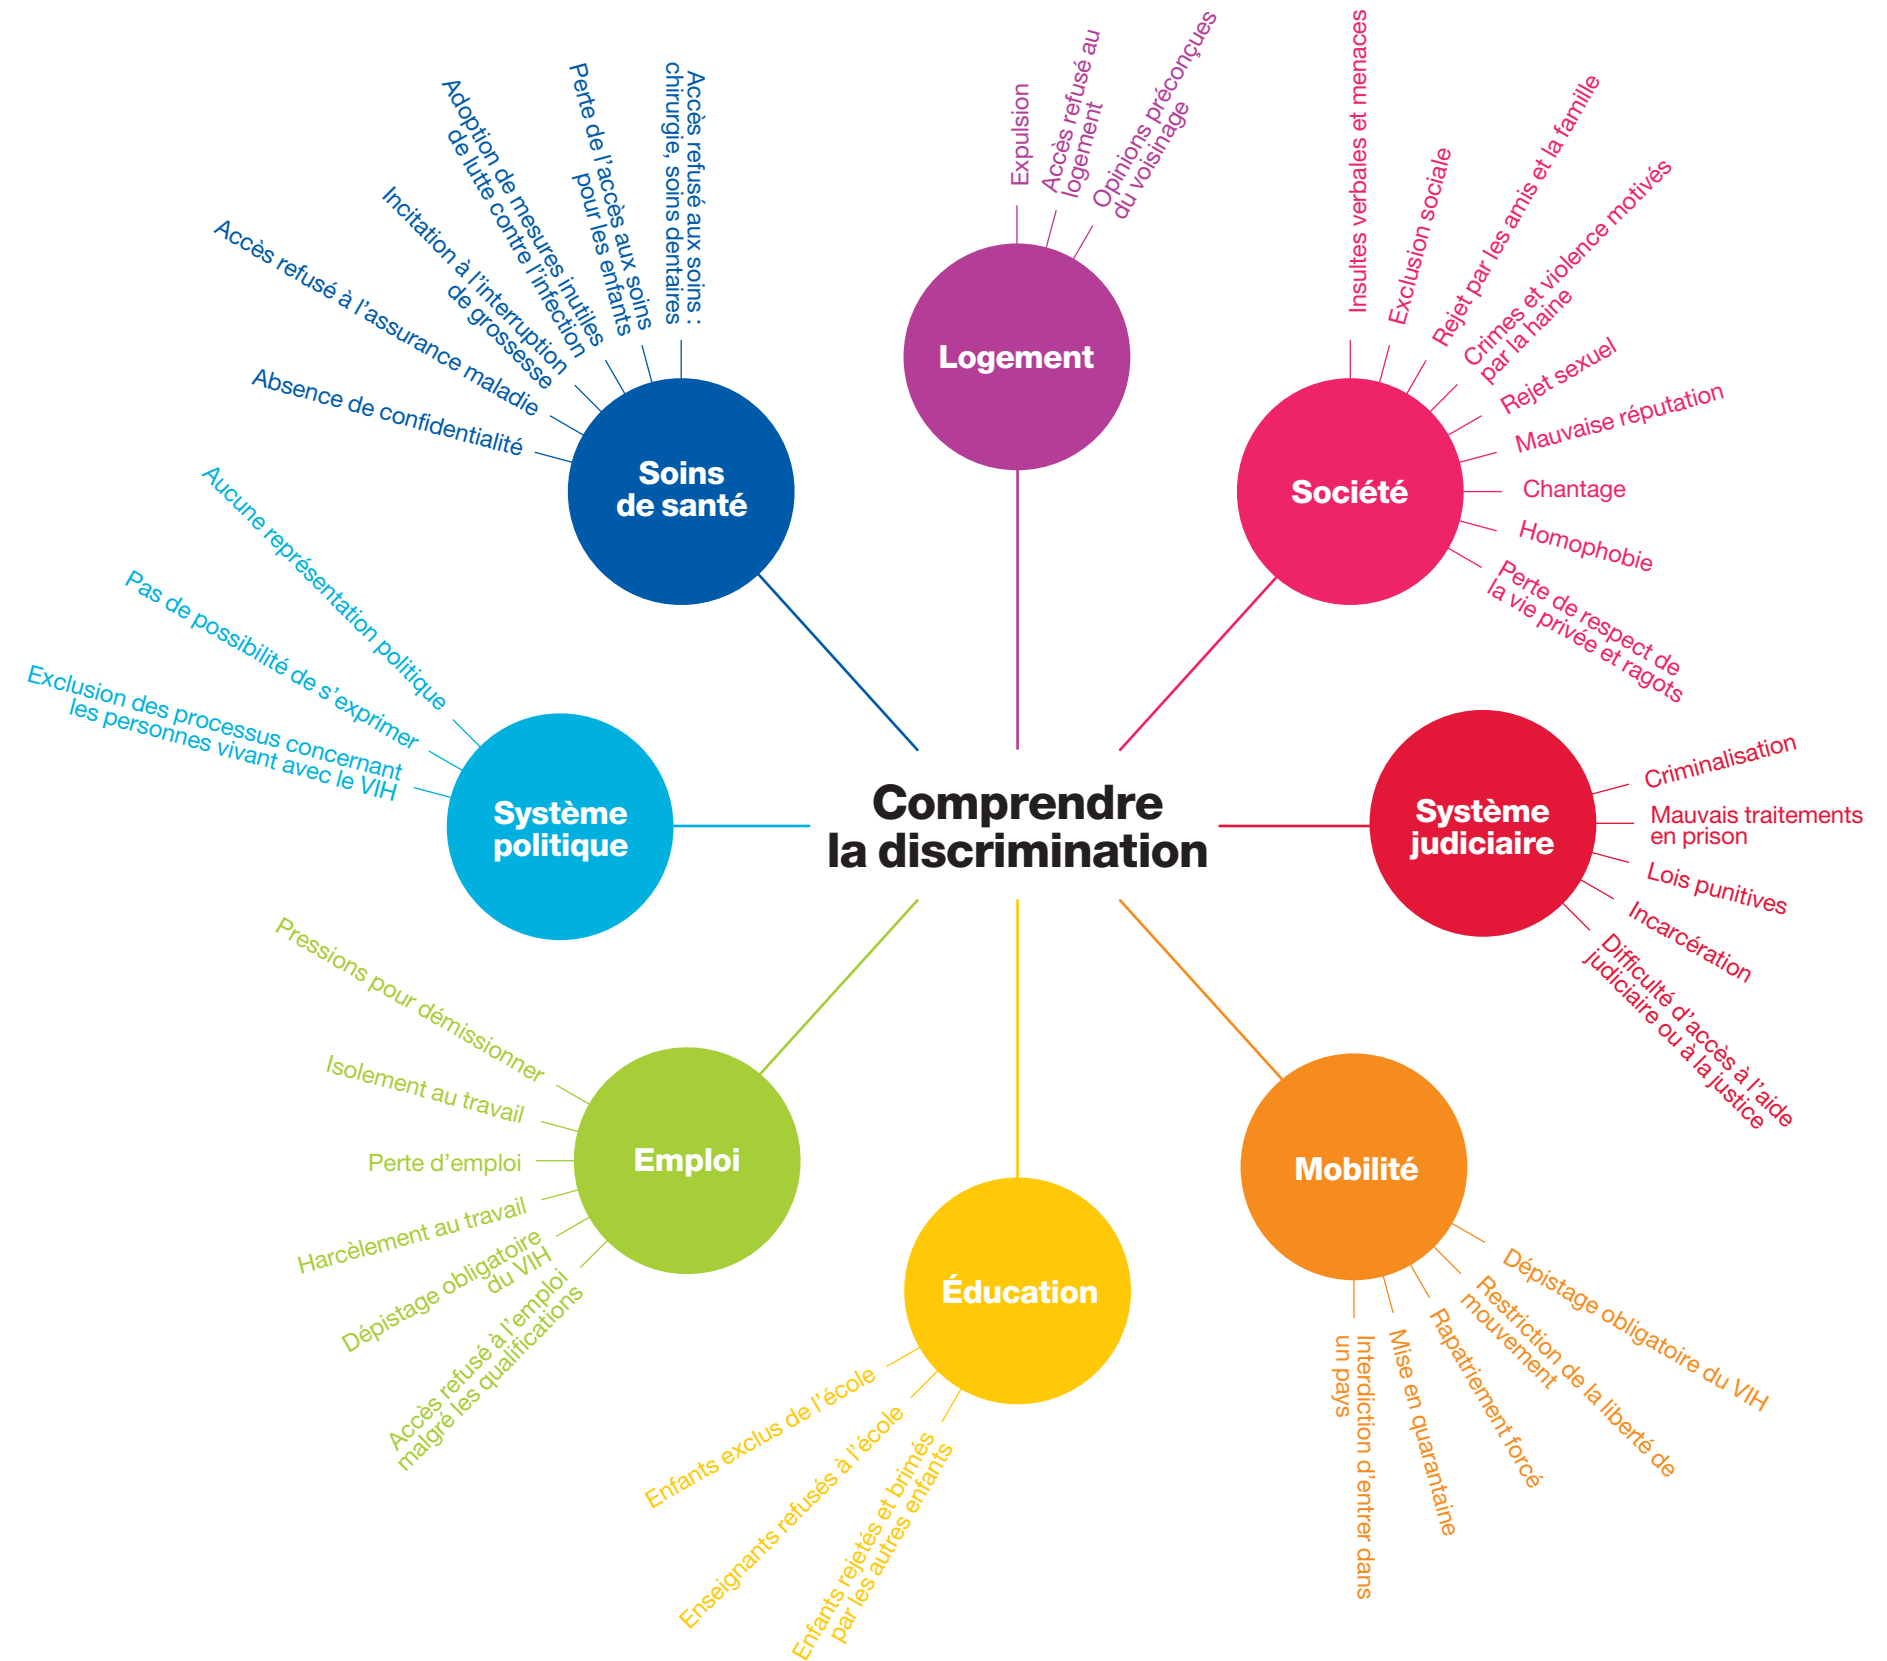 Comprendre
la discrimination
Logement
Expulsion
Accès refusé au
logement
Opinions préconçues
du voisinage
Société
Insultes verbales et menaces
Exclusion sociale
Rejet par les amis et la famille
Crimes et violence motivés
par la haine
Rejet sexuel
Mauvaise réputation
Chantage
Homophobie
Perte de respect de
la vie privée et ragots
Système
judiciaire
Criminalisation
Mauvais traitements
en prison
Lois punitives
Incarcération
Difficulté d'accès à l'aide
judiciaire ou à la justice
Mobilité
Dépistage obligatoire du VIH
Restriction de la liberté de
mouvement
Rapatriement forcé
Mise en quarantaine
Interdiction d'entrer dans
un pays
Éducation
Enfants exclus de l'école
Enseignants refusés à l'école
Enfants rejetés et brimés
par les autres enfants
Emploi
Pressions pour démissionner
Isolement au travail
Perte d'emploi
Harcèlement au travail
Dépistage obligatoire
du VIH
Accès refusé à l'emploi
malgré les qualifications
Système
politique
Aucune représentation politique
Pas de possibilité de s'exprimer
Exclusion des processus concernant
les personnes vivant avec le VIH
Soins
de santé
Absence de confidentialité
Accès refusé à l'assurance maladie
Incitation à l'interruption
de grossesse
Adoption de mesures inutiles
de lutte contre l'infection
Perte de l'accès aux soins
pour les enfants
Accès refusé aux soins :
chirurgie, soins dentaires